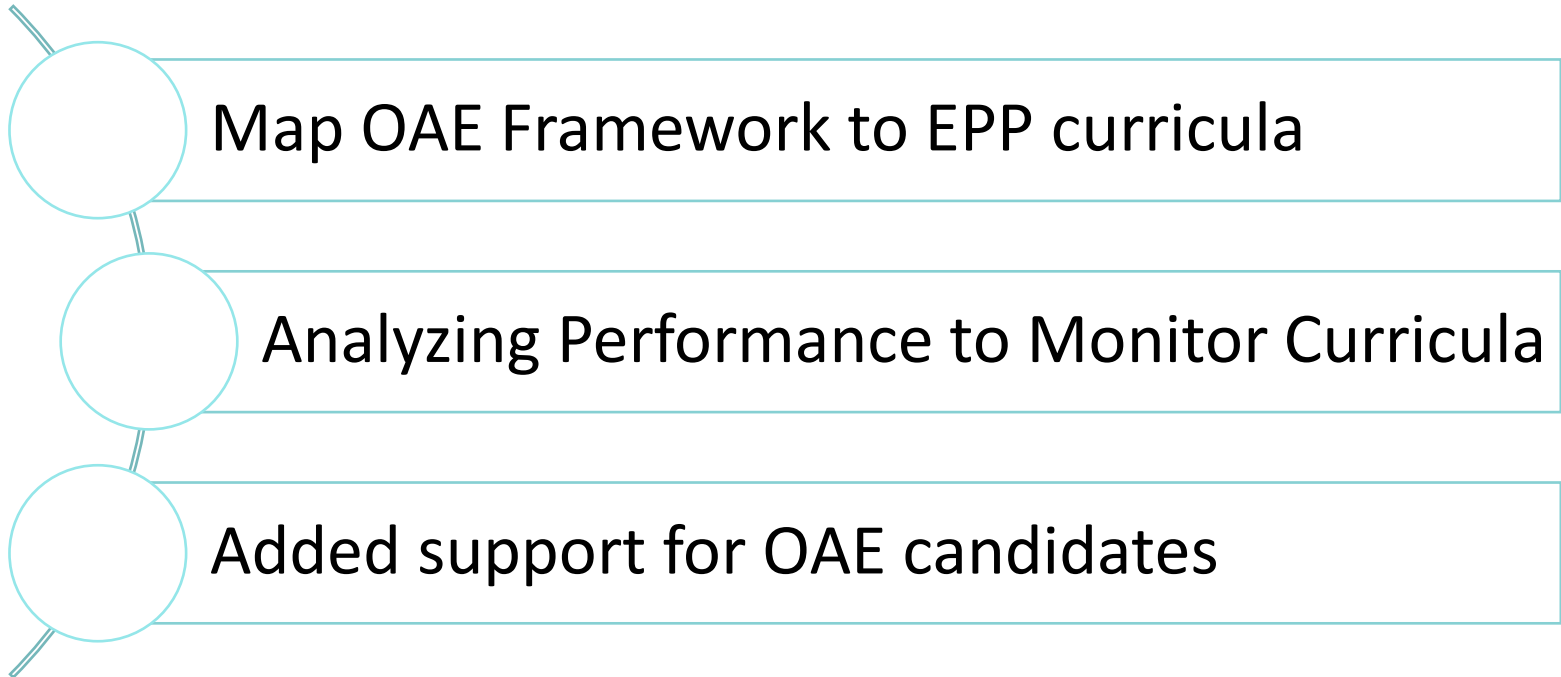 Map OAE Framework to EPP curricula
Analyzing Performance to Monitor Curricula
Added support for OAE candidates